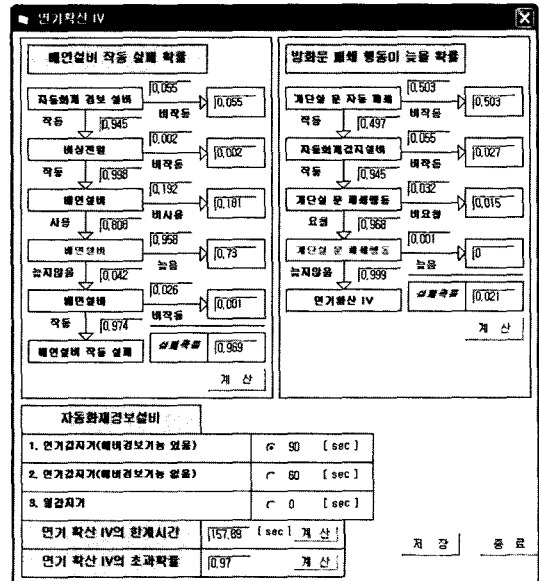 연기확산 IV
배연설비 작동 실패 확률
자동화재 경보 설비
0,055
0,055
작동
0,945
비작동
비상전원
0,002
0,002
작동
0,998
비작동
배연설비
0,192
0,181
사용
0,808
비사용
배연설비
0,958
0,73
늦지않음
0,042
늦음
배연설비
0,026
0,001
작동
0,974
비작동
배연설비 작동 실패
실패확률
0,969
계 산
방화문 폐쇄 행동이 늦을 확률
계단실 문 자동 폐쇄
0,503
0,503
작동
0,497
비작동
자동화재감지설비
0,055
0,027
작동
0,945
비작동
계단실 문 폐쇄행동
0,032
0,015
요청
0,968
비요청
계단실 문 폐쇄행동
0,001
0
늦지않음
0,999
늦음
연기확산 IV
실패확률
0,021
계 산
자동화재경보설비
1. 연기감지기(예비경보기능 있음)
90 [sec]
2. 연기감지기(예비경보기능 없음)
60 [sec]
3. 열감지기
0 [sec]
연기 확산 IV의 한계시간
157,89 [sec] 계 산
연기 확산 IV의 초과확률
0,97 계 산
저 장
종 료